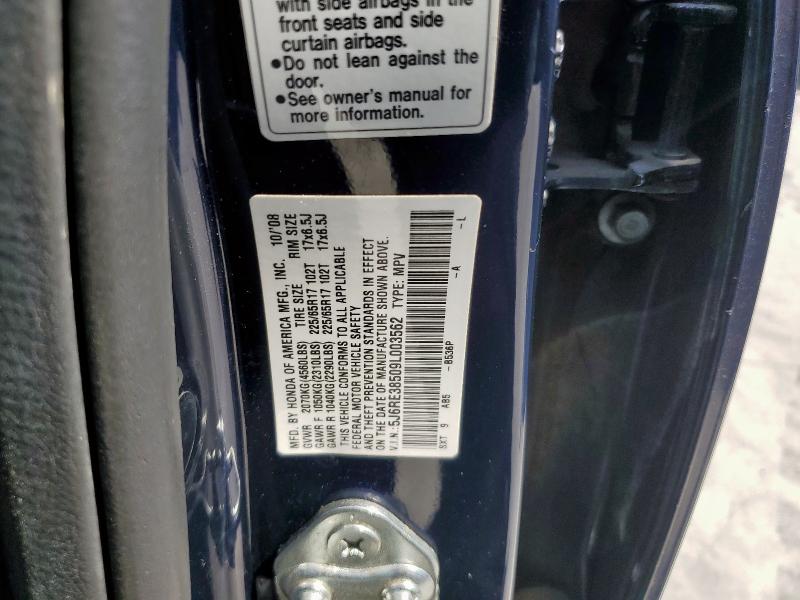 with side airbags in the
front seats and side
curtain airbags.
●Do not lean against the
door.
●See owner's manual for
more information.
MFD. BY HONDA OF AMERICA MFG., INC. 10/'08
TIRE SIZE RIM SIZE
GVWR 2070KG(4560LBS)
GAWR F 1050KG(2310LBS) 225/65R17 102T 17x6.5J
GAWR R 1040KG(2290LBS) 225/65R17 102T 17x6.5J
THIS VEHICLE CONFORMS TO ALL APPLICABLE
FEDERAL MOTOR VEHICLE SAFETY
AND THEFT PREVENTION STANDARDS IN EFFECT
ON THE DATE OF MANUFACTURE SHOWN ABOVE.
V.I.N.:5J6RE38509L003562 TYPE: MPV
SXT 9 AB5 -B536P -A -L